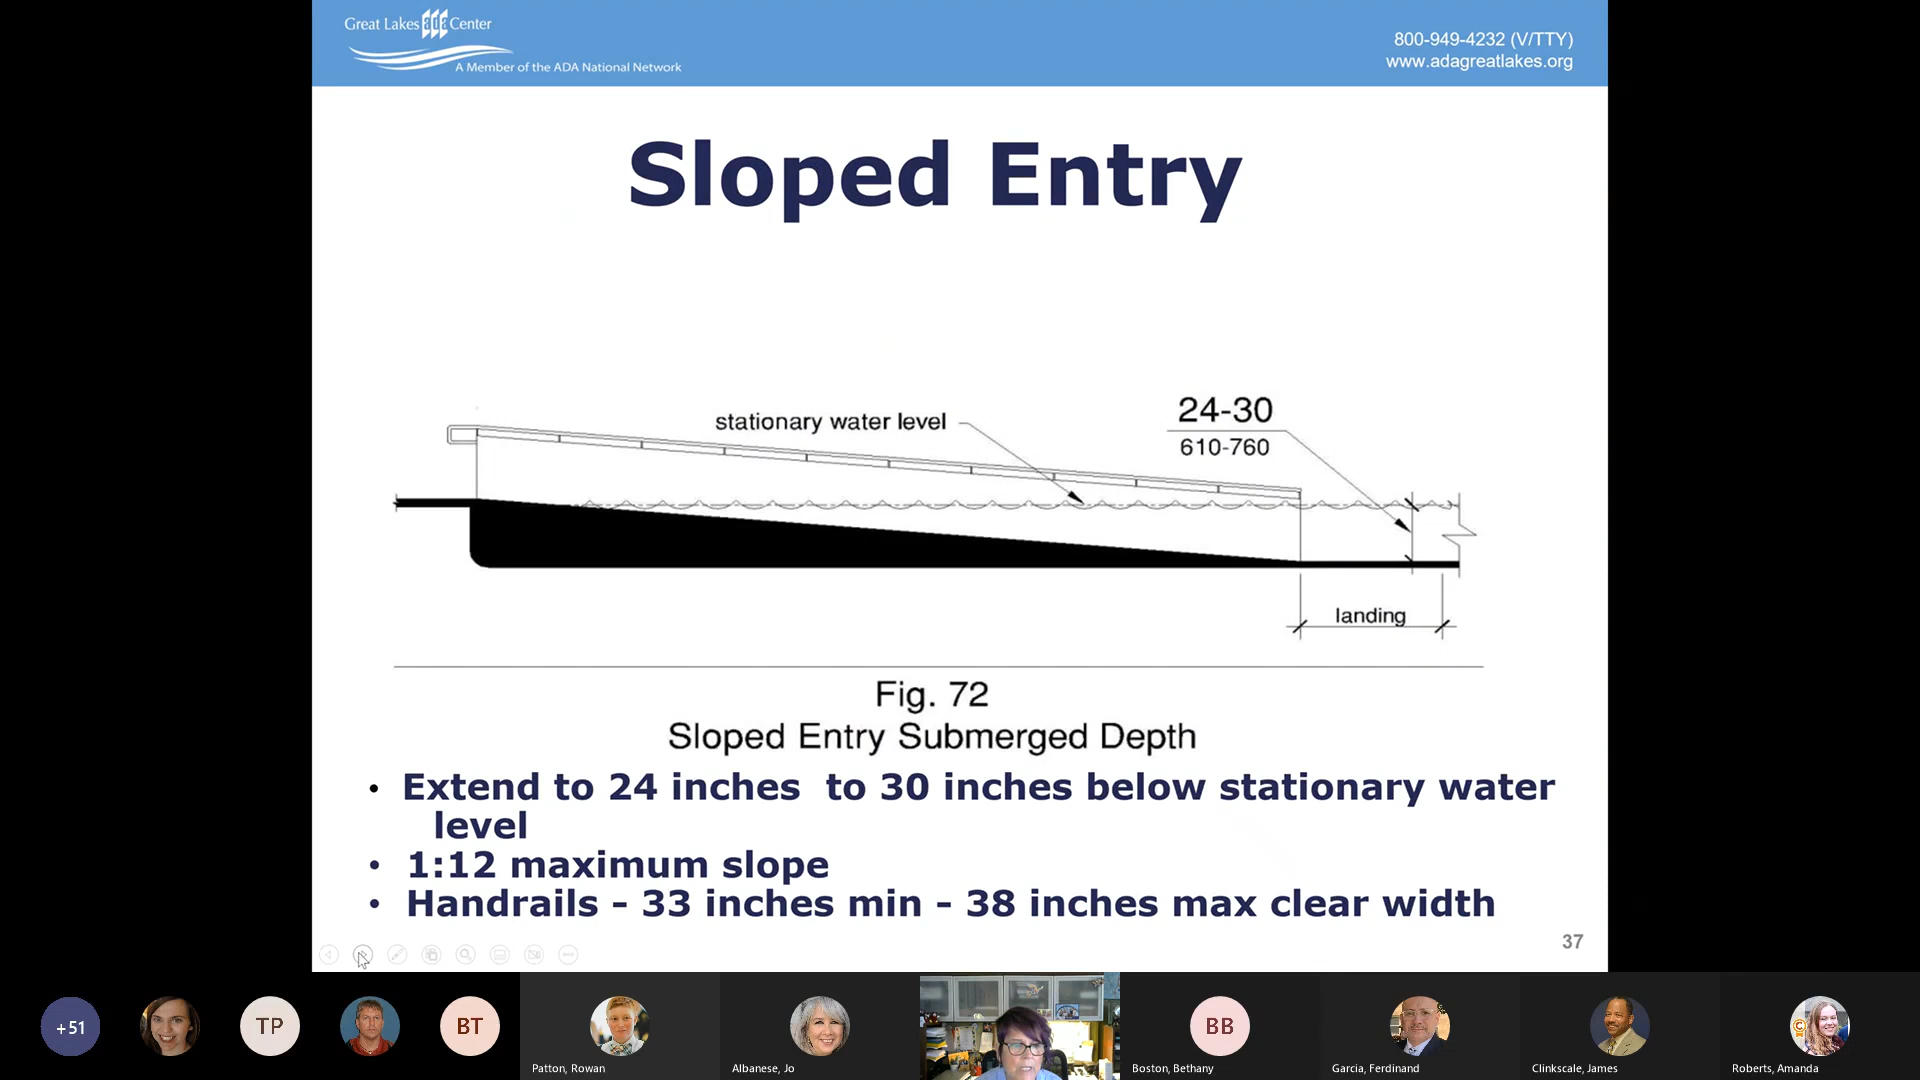 Great Lakes ada Center
A Member of the ADA National Network
800-949-4232 (V/TTY)
www.adagreatlakes.org
Sloped Entry
stationary water level
24-30
610-760
landing
Fig. 72
Sloped Entry Submerged Depth
• Extend to 24 inches  to 30 inches below stationary water
level
• 1:12 maximum slope
• Handrails - 33 inches min - 38 inches max clear width
37
+51
TP
BT
BB
Patton, Rowan
Albanese, Jo
Boston, Bethany
Garcia, Ferdinand
Clinkscale, James
Roberts, Amanda